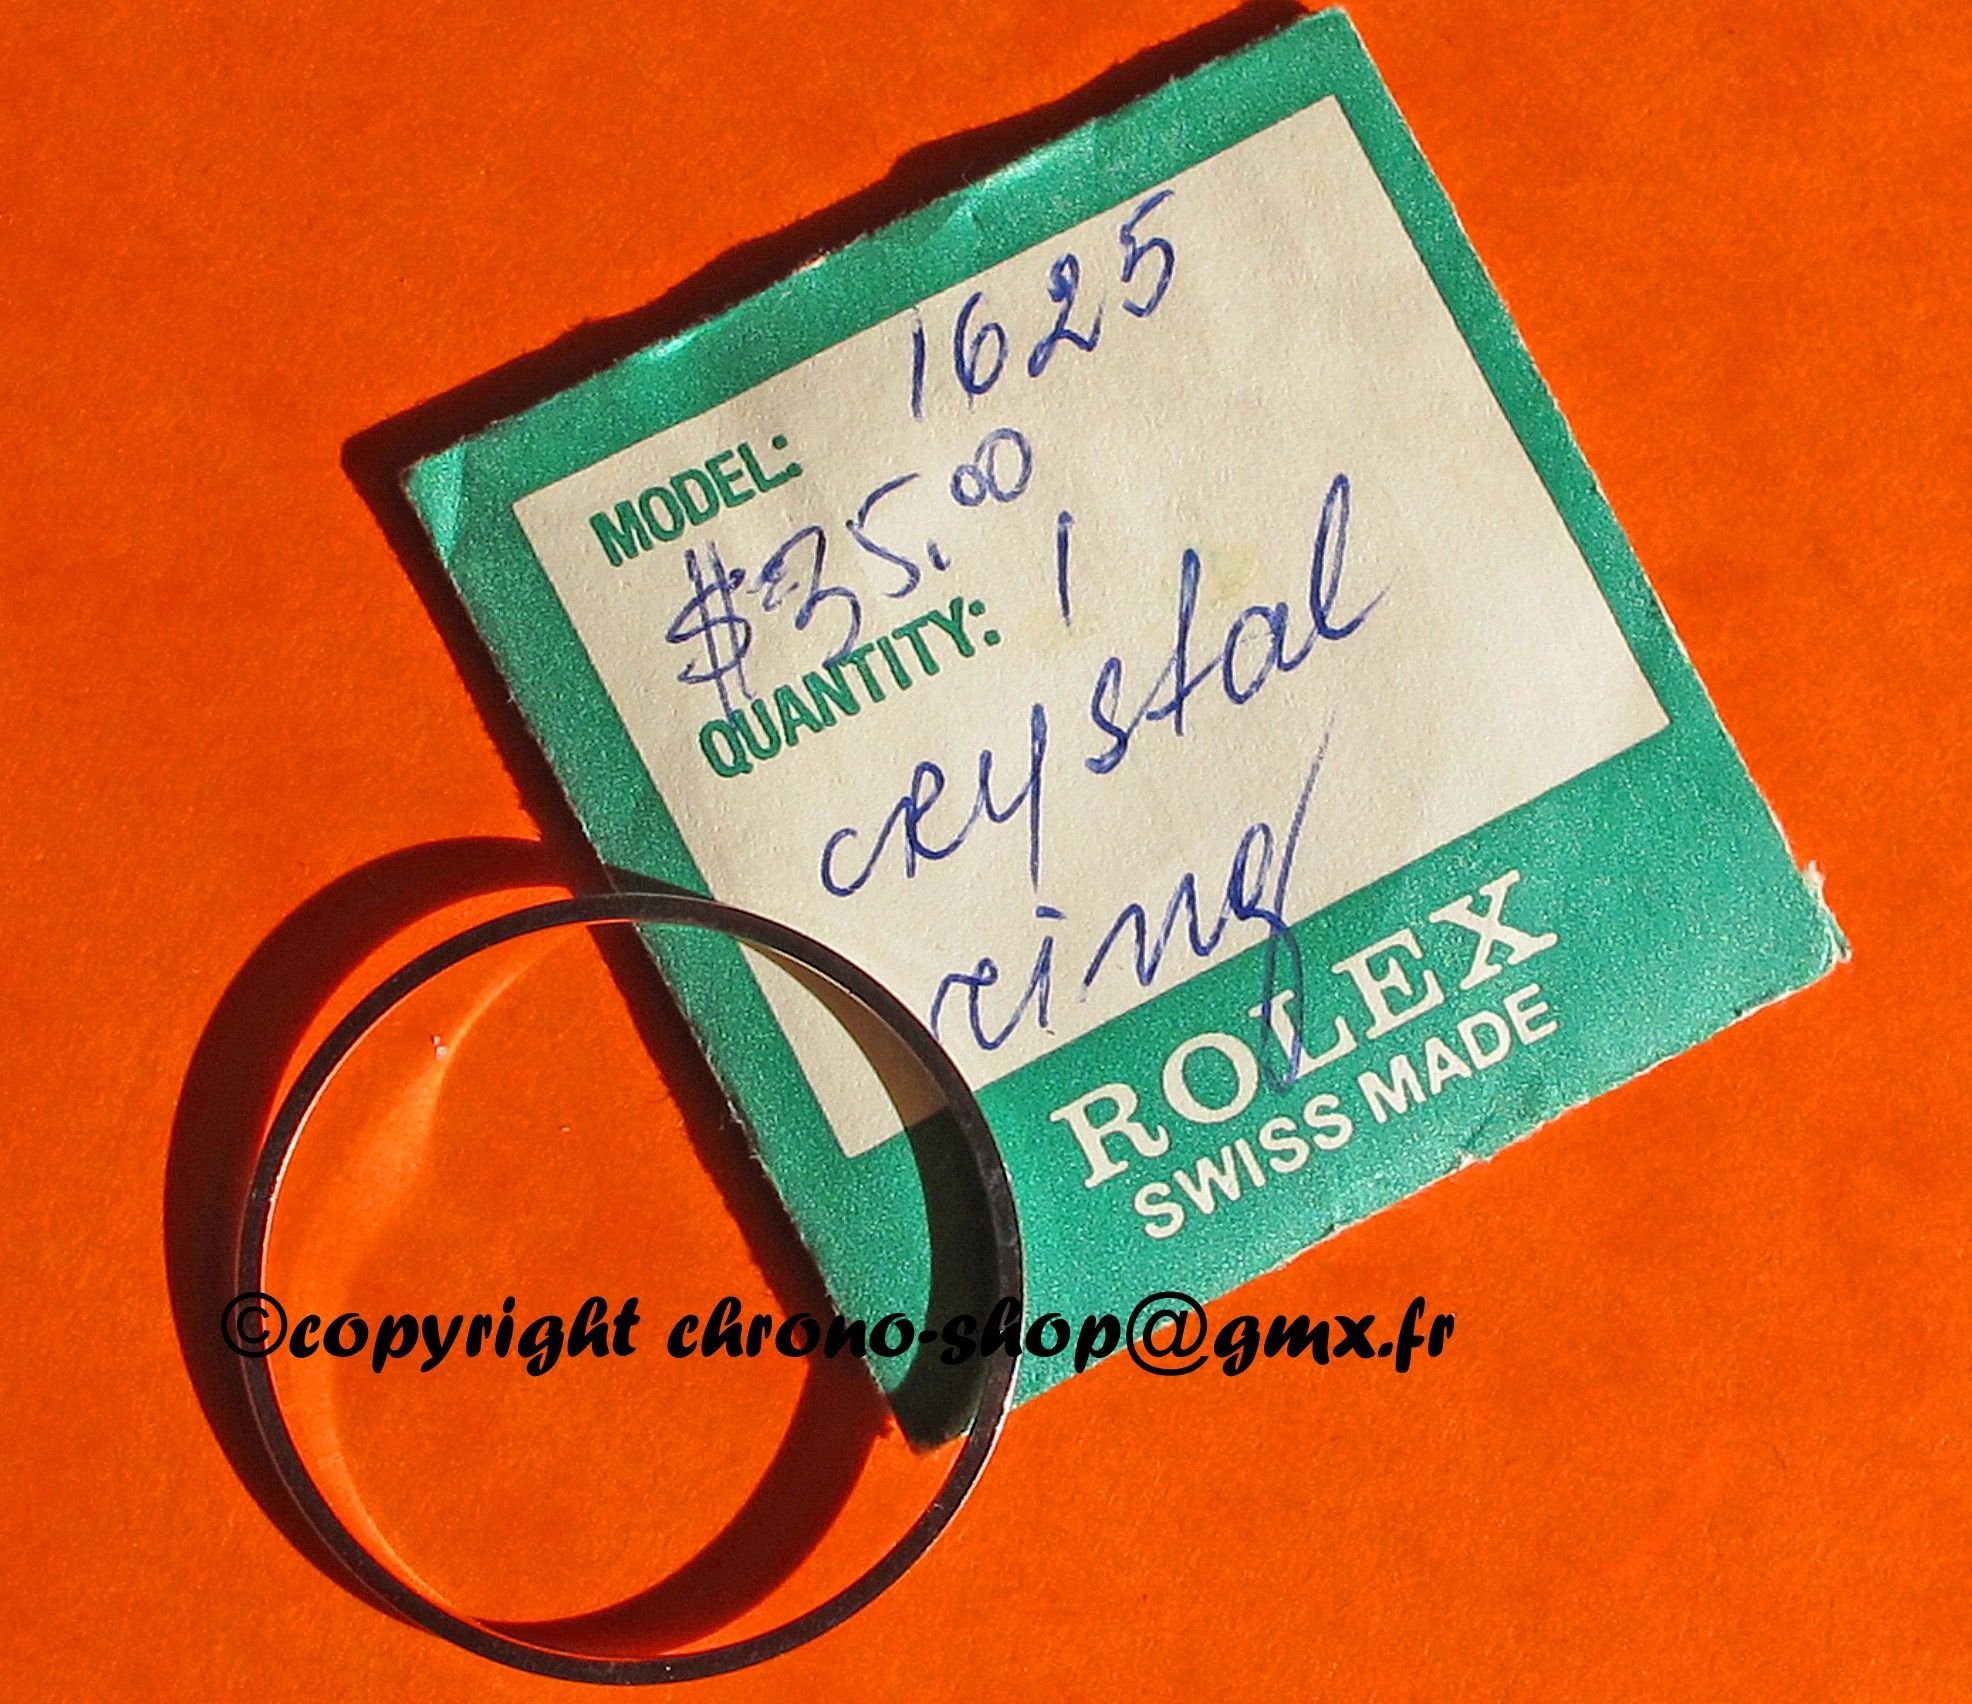 MODEL: 1625
$35.00
QUANTITY: 1
crystal
ring
ROLEX
SWISS MADE
©copyright chrono-shop@gmx.fr